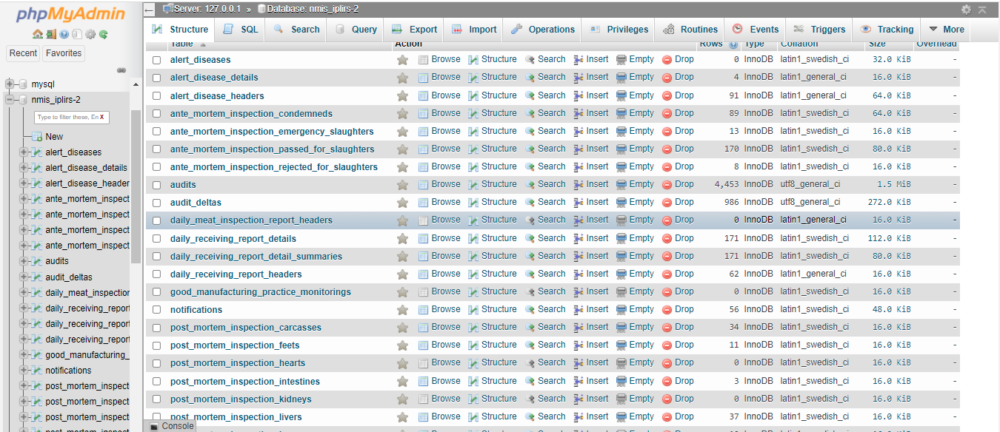 phpMyAdmin
Recent Favorites
mysql
nmis_iplirs-2
Type to filter these, En X
New
alert_diseases
alert_disease_details
alert_disease_header
ante_mortem_inspect
ante_mortem_inspect
ante_mortem_inspect
ante_mortem_inspect
audits
audit_deltas
daily_meat_inspection
daily_receiving_report
daily_receiving_report
daily_receiving_report
good_manufacturing_
notifications
post_mortem_inspect
post_mortem_inspect
post_mortem_inspect
post_mortem_inspect
Server: 127.0.0.1 » Database: nmis_iplirs-2
Structure SQL Search Query Export Import Operations Privileges Routines Events Triggers Tracking More
Table Action Rows Type Collation Size Overhead
alert_diseases Browse Structure Search Insert Empty Drop 0 InnoDB latin1_swedish_ci 32.0 KiB -
alert_disease_details Browse Structure Search Insert Empty Drop 4 InnoDB latin1_general_ci 16.0 KiB -
alert_disease_headers Browse Structure Search Insert Empty Drop 91 InnoDB latin1_general_ci 64.0 KiB -
ante_mortem_inspection_condemneds Browse Structure Search Insert Empty Drop 89 InnoDB latin1_swedish_ci 64.0 KiB -
ante_mortem_inspection_emergency_slaughters Browse Structure Search Insert Empty Drop 13 InnoDB latin1_swedish_ci 16.0 KiB -
ante_mortem_inspection_passed_for_slaughters Browse Structure Search Insert Empty Drop 170 InnoDB latin1_swedish_ci 80.0 KiB -
ante_mortem_inspection_rejected_for_slaughters Browse Structure Search Insert Empty Drop 8 InnoDB latin1_swedish_ci 16.0 KiB -
audits Browse Structure Search Insert Empty Drop 4,453 InnoDB utf8_general_ci 1.5 MiB -
audit_deltas Browse Structure Search Insert Empty Drop 986 InnoDB utf8_general_ci 272.0 KiB -
daily_meat_inspection_report_headers Browse Structure Search Insert Empty Drop 0 InnoDB latin1_general_ci 16.0 KiB -
daily_receiving_report_details Browse Structure Search Insert Empty Drop 171 InnoDB latin1_swedish_ci 112.0 KiB -
daily_receiving_report_detail_summaries Browse Structure Search Insert Empty Drop 171 InnoDB latin1_swedish_ci 80.0 KiB -
daily_receiving_report_headers Browse Structure Search Insert Empty Drop 62 InnoDB latin1_general_ci 16.0 KiB -
good_manufacturing_practice_monitorings Browse Structure Search Insert Empty Drop 0 InnoDB latin1_swedish_ci 16.0 KiB -
notifications Browse Structure Search Insert Empty Drop 56 InnoDB latin1_swedish_ci 48.0 KiB -
post_mortem_inspection_carcasses Browse Structure Search Insert Empty Drop 34 InnoDB latin1_swedish_ci 16.0 KiB -
post_mortem_inspection_feets Browse Structure Search Insert Empty Drop 11 InnoDB latin1_swedish_ci 16.0 KiB -
post_mortem_inspection_hearts Browse Structure Search Insert Empty Drop 0 InnoDB latin1_swedish_ci 16.0 KiB -
post_mortem_inspection_intestines Browse Structure Search Insert Empty Drop 3 InnoDB latin1_swedish_ci 16.0 KiB -
post_mortem_inspection_kidneys Browse Structure Search Insert Empty Drop 0 InnoDB latin1_swedish_ci 16.0 KiB -
post_mortem_inspection_livers Browse Structure Search Insert Empty Drop 37 InnoDB latin1_swedish_ci 16.0 KiB -
Console